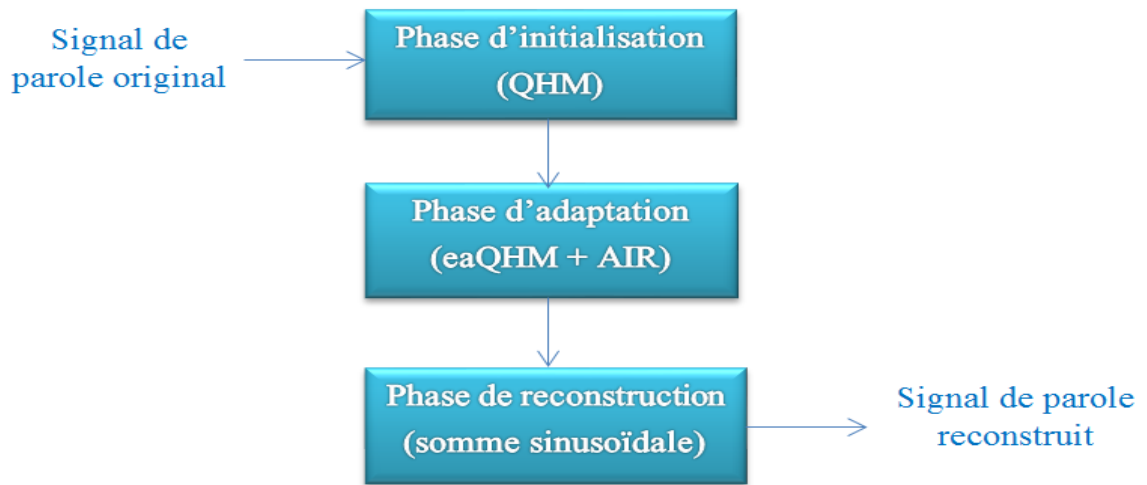 Signal de
parole original
Phase d’initialisation
(QHM)
Phase d’adaptation
(eaQHM + AIR)
Phase de reconstruction
(somme sinusoïdale)
Signal de parole
reconstruit